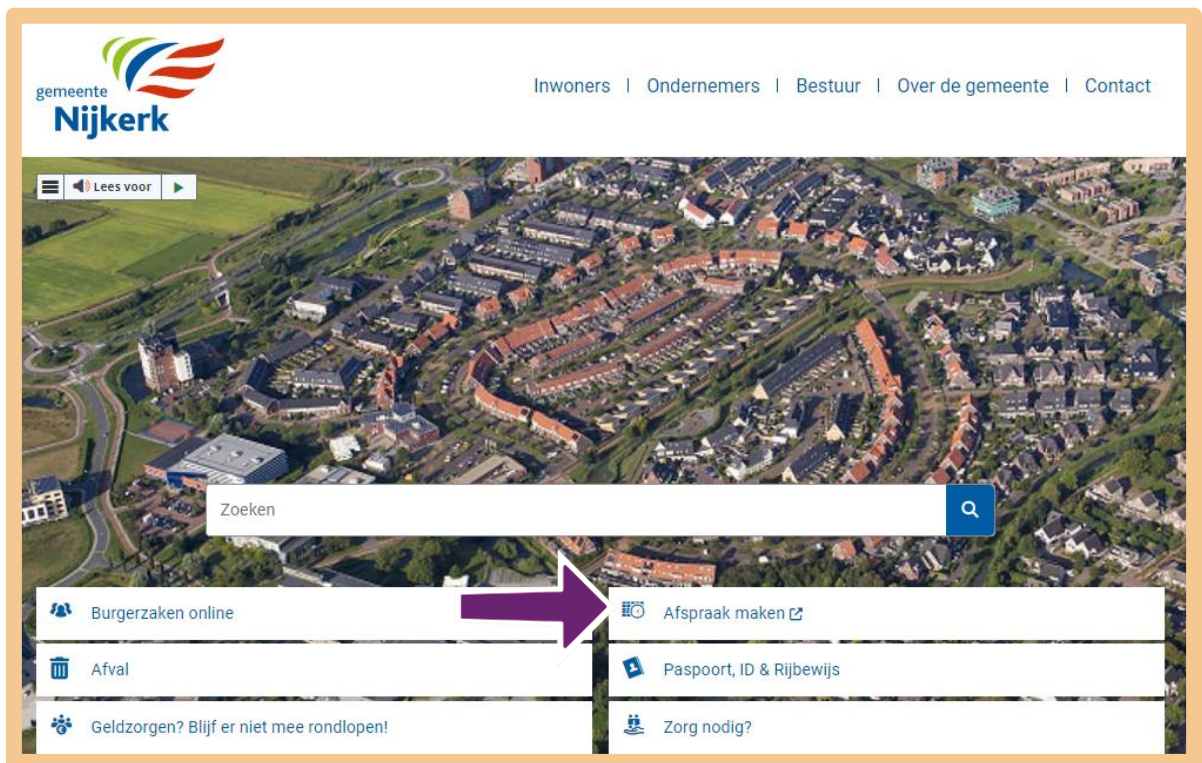 gemeente
Nijkerk
Inwoners | Ondernemers | Bestuur | Over de gemeente | Contact
Lees voor
Zoeken
Burgerzaken online
Afspraak maken
Afval
Paspoort, ID & Rijbewijs
Geldzorgen? Blijf er niet mee rondlopen!
Zorg nodig?